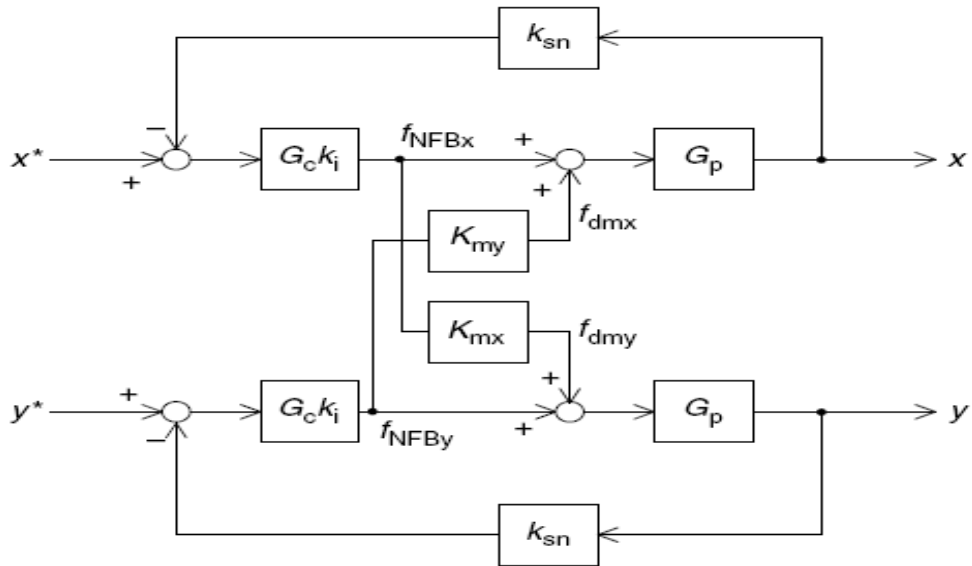 k_sn
−
f_NFBx
+
x*
G_c k_i
G_p
x
+
+
f_dmx
K_my
K_mx
f_dmy
+
+
y*
G_c k_i
G_p
y
−
f_NFBy
+
k_sn